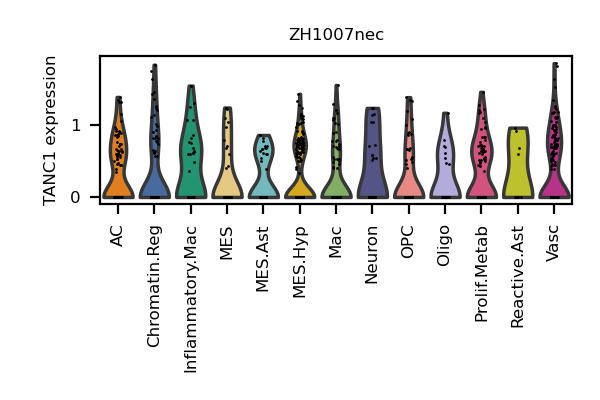 ZH1007nec
TANC1 expression
1
0
AC
Chromatin.Reg
Inflammatory.Mac
MES
MES.Ast
MES.Hyp
Mac
Neuron
OPC
Oligo
Prolif.Metab
Reactive.Ast
Vasc